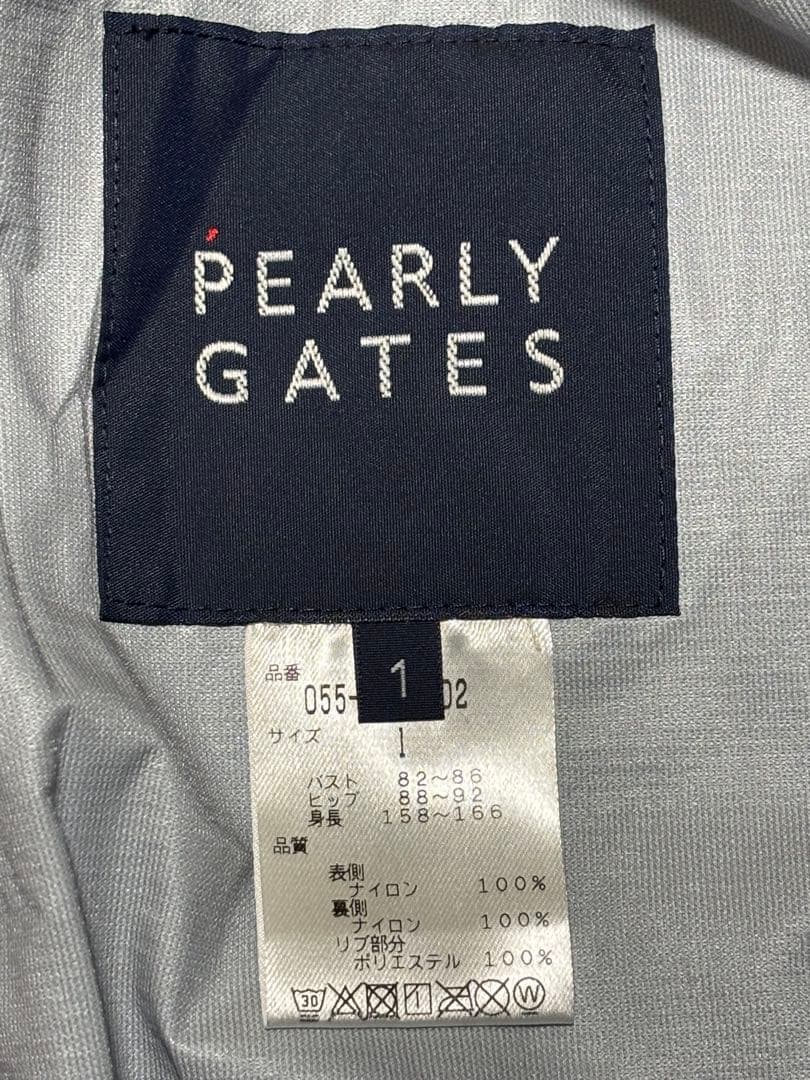 PEARLY
GATES
1
品番
055- 02
サイズ 1
バスト 82~86
ヒップ 88~92
身長 158~166
品質
表側
ナイロン 100%
裏側
ナイロン 100%
リブ部分
ポリエステル 100%
30
W